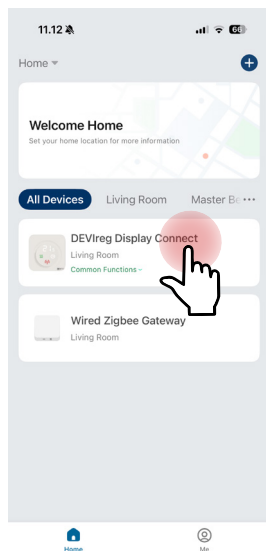 11.12
66
Home
Welcome Home
Set your home location for more information
All Devices Living Room Master Be
DEVIreg Display Connect
Living Room
Common Functions
Wired Zigbee Gateway
Living Room
Home Me